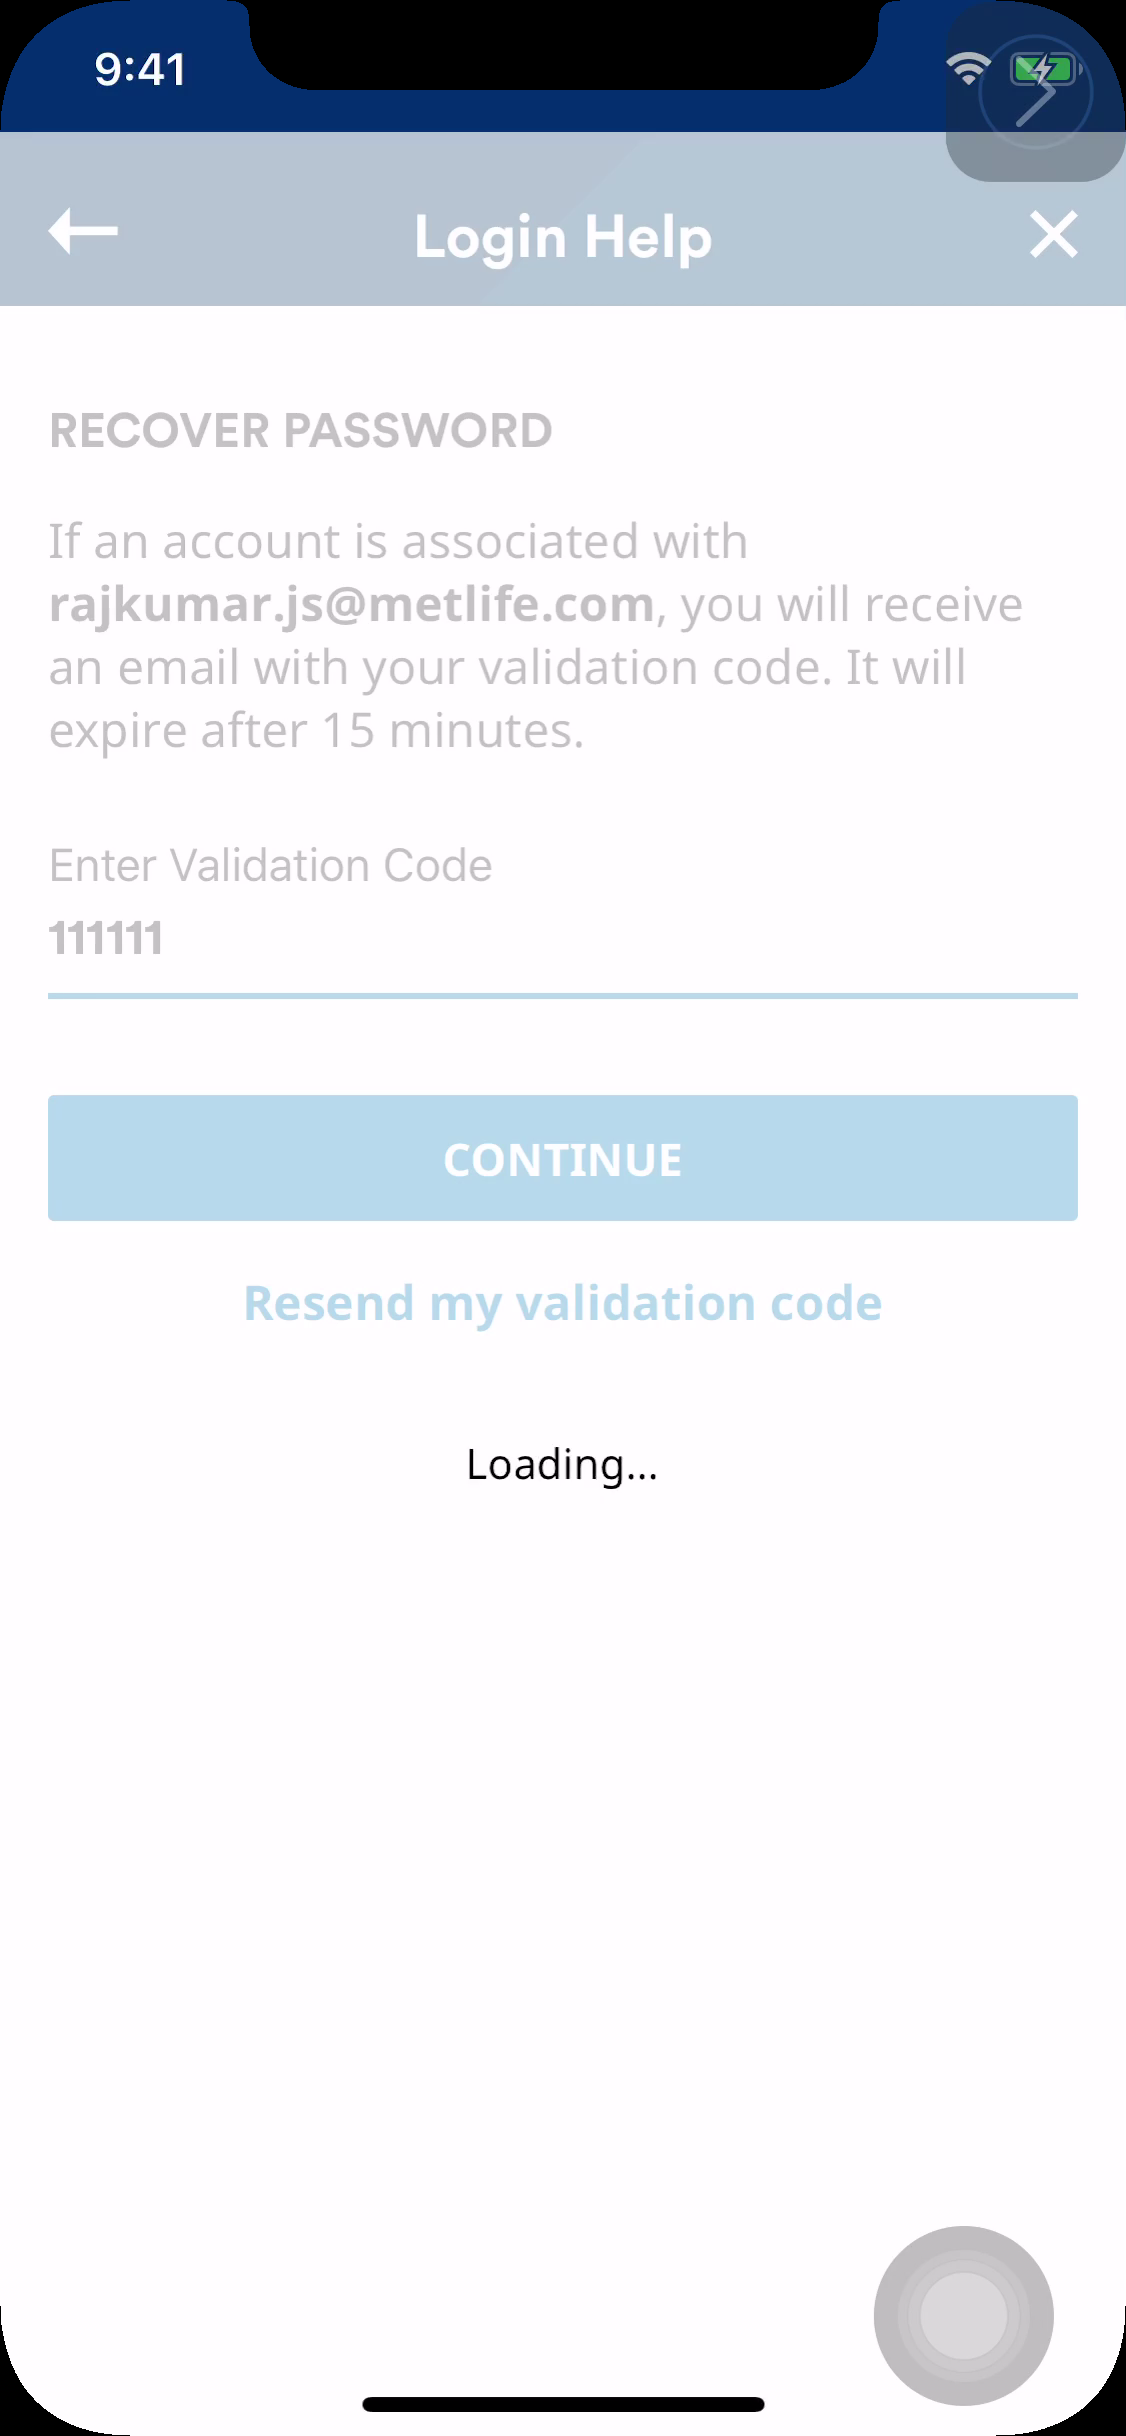 9:41
Login Help
RECOVER PASSWORD
If an account is associated with
rajkumar.js@metlife.com, you will receive
an email with your validation code. It will
expire after 15 minutes.
Enter Validation Code
111111
CONTINUE
Resend my validation code
Loading...